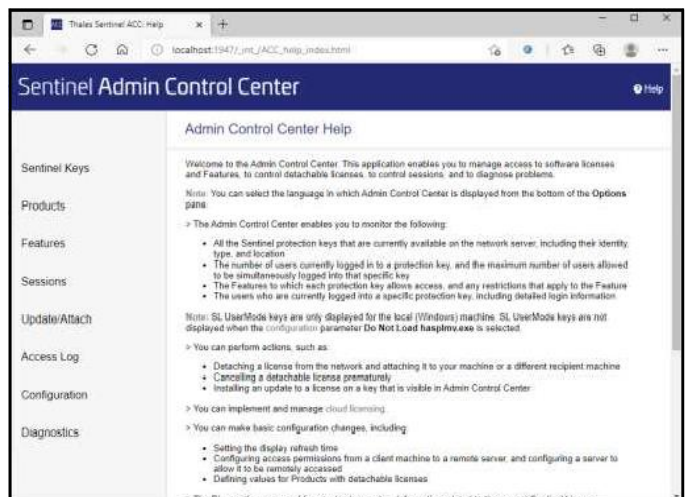 Thales Sentinel ACC: Help
localhost:1947/_int_/ACC_help_index.html
Sentinel Admin Control Center
Help
Admin Control Center Help
Sentinel Keys
Products
Features
Sessions
Update/Attach
Access Log
Configuration
Diagnostics
Welcome to the Admin Control Center. This application enables you to manage access to software licenses
and Features, to control detachable licenses, to control sessions, and to diagnose problems.
Note: You can select the language in which Admin Control Center is displayed from the bottom of the Options
pane.
> The Admin Control Center enables you to monitor the following:
• All the Sentinel protection keys that are currently available on the network server, including their identity,
type, and location
• The number of users currently logged in to a protection key, and the maximum number of users allowed
to be simultaneously logged into that specific key
• The Features to which each protection key allows access, and any restrictions that apply to the Feature
• The users who are currently logged into a specific protection key, including detailed login information
Note: SL UserMode keys are only displayed for the local (Windows) machine. SL UserMode keys are not
displayed when the configuration parameter Do Not Load hasplmv.exe is selected.
> You can perform actions, such as:
• Detaching a license from the network and attaching it to your machine or a different recipient machine
• Cancelling a detachable license prematurely
• Installing an update to a license on a key that is visible in Admin Control Center
> You can implement and manage cloud licensing.
> You can make basic configuration changes, including:
• Setting the display refresh time
• Configuring access permissions from a client machine to a remote server, and configuring a server to
allow it to be remotely accessed
• Defining values for Products with detachable licenses